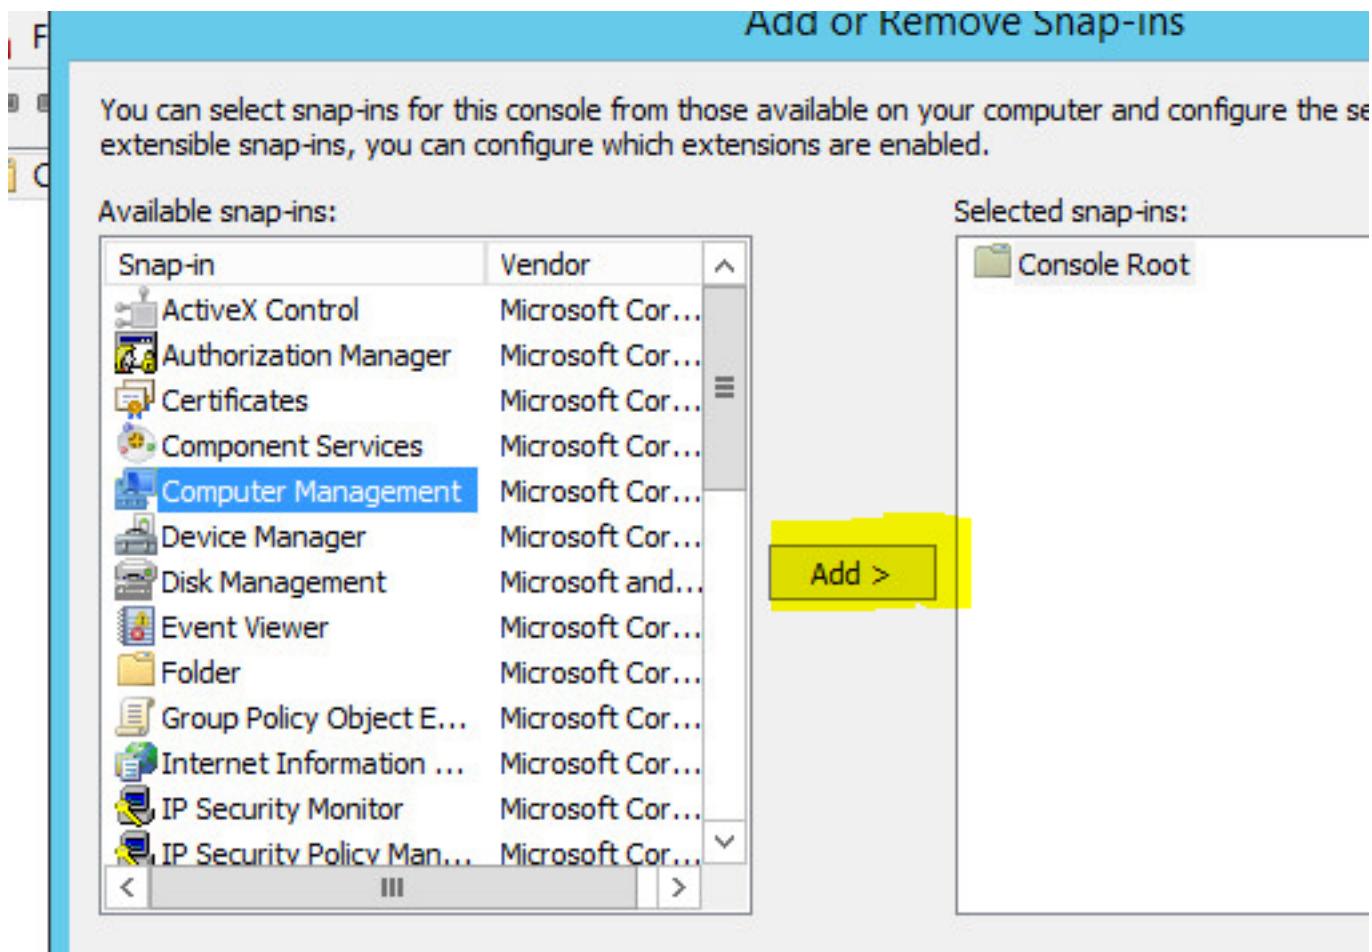 Add or Remove Snap-ins
F
You can select snap-ins for this console from those available on your computer and configure the se
extensible snap-ins, you can configure which extensions are enabled.
Available snap-ins:
Selected snap-ins:
Snap-in Vendor
Console Root
ActiveX Control Microsoft Cor...
Authorization Manager Microsoft Cor...
Certificates Microsoft Cor...
Component Services Microsoft Cor...
Computer Management Microsoft Cor...
Device Manager Microsoft Cor...
Disk Management Microsoft and...
Event Viewer Microsoft Cor...
Folder Microsoft Cor...
Group Policy Object E... Microsoft Cor...
Internet Information ... Microsoft Cor...
IP Security Monitor Microsoft Cor...
IP Security Policy Man... Microsoft Cor...
Add >